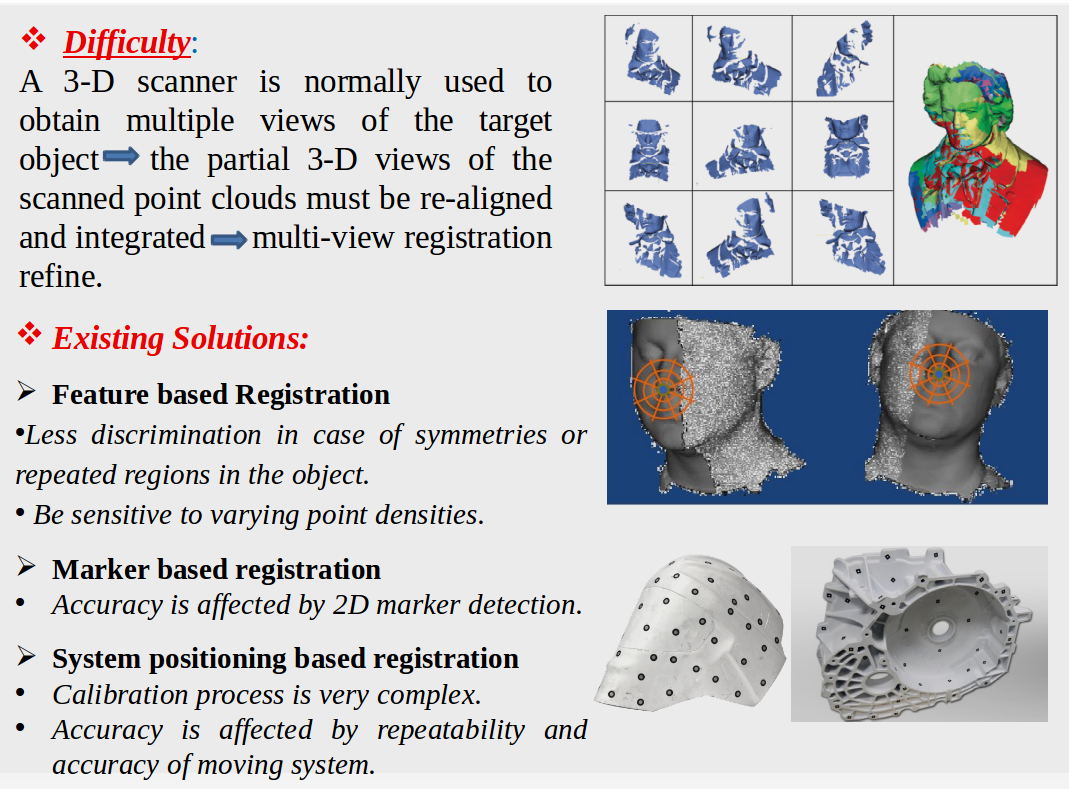 ❖ Difficulty:
A 3-D scanner is normally used to
obtain multiple views of the target
object ➡ the partial 3-D views of the
scanned point clouds must be re-aligned
and integrated ➡ multi-view registration
refine.
❖ Existing Solutions:
➢ Feature based Registration
•Less discrimination in case of symmetries or
repeated regions in the object.
• Be sensitive to varying point densities.
➢ Marker based registration
• Accuracy is affected by 2D marker detection.
➢ System positioning based registration
• Calibration process is very complex.
• Accuracy is affected by repeatability and
accuracy of moving system.